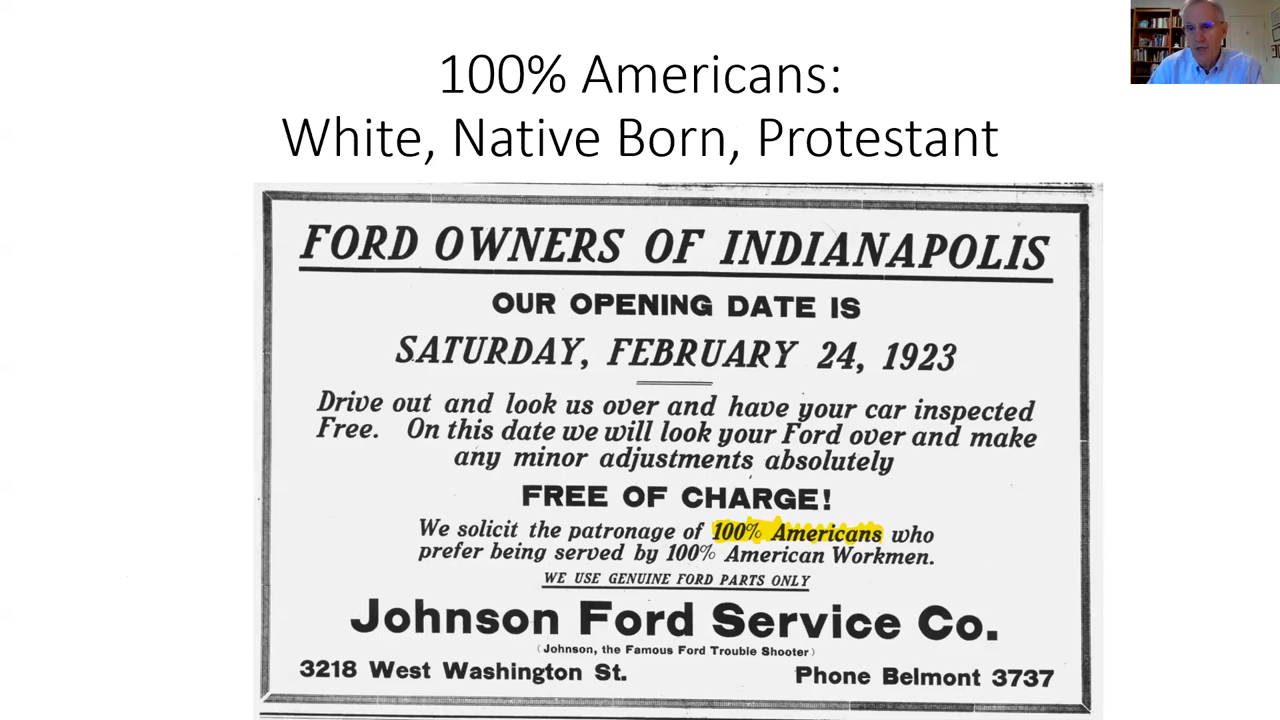 100% Americans:
White, Native Born, Protestant
FORD OWNERS OF INDIANAPOLIS
OUR OPENING DATE IS
SATURDAY, FEBRUARY 24, 1923
Drive out and look us over and have your car inspected
Free. On this date we will look your Ford over and make
any minor adjustments absolutely
FREE OF CHARGE!
We solicit the patronage of 100% Americans who
prefer being served by 100% American Workmen.
WE USE GENUINE FORD PARTS ONLY
Johnson Ford Service Co.
(Johnson, the Famous Ford Trouble Shooter)
3218 West Washington St. Phone Belmont 3737